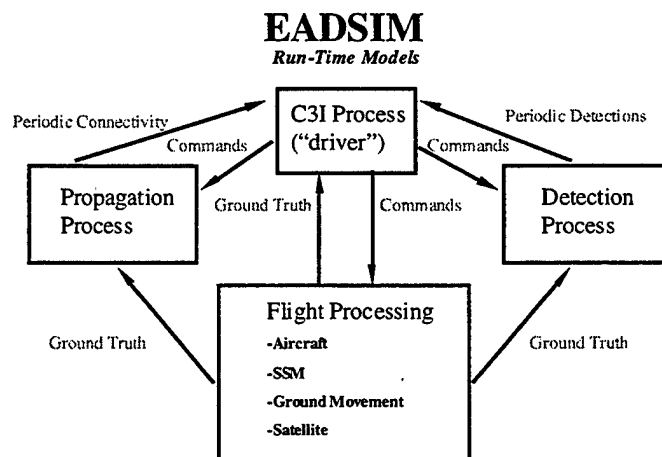 EADSIM
Run-Time Models
C3I Process
("driver")
Periodic Connectivity
Periodic Detections
Commands
Commands
Propagation
Process
Ground Truth
Commands
Detection
Process
Flight Processing
-Aircraft
-SSM
-Ground Movement
-Satellite
Ground Truth
Ground Truth